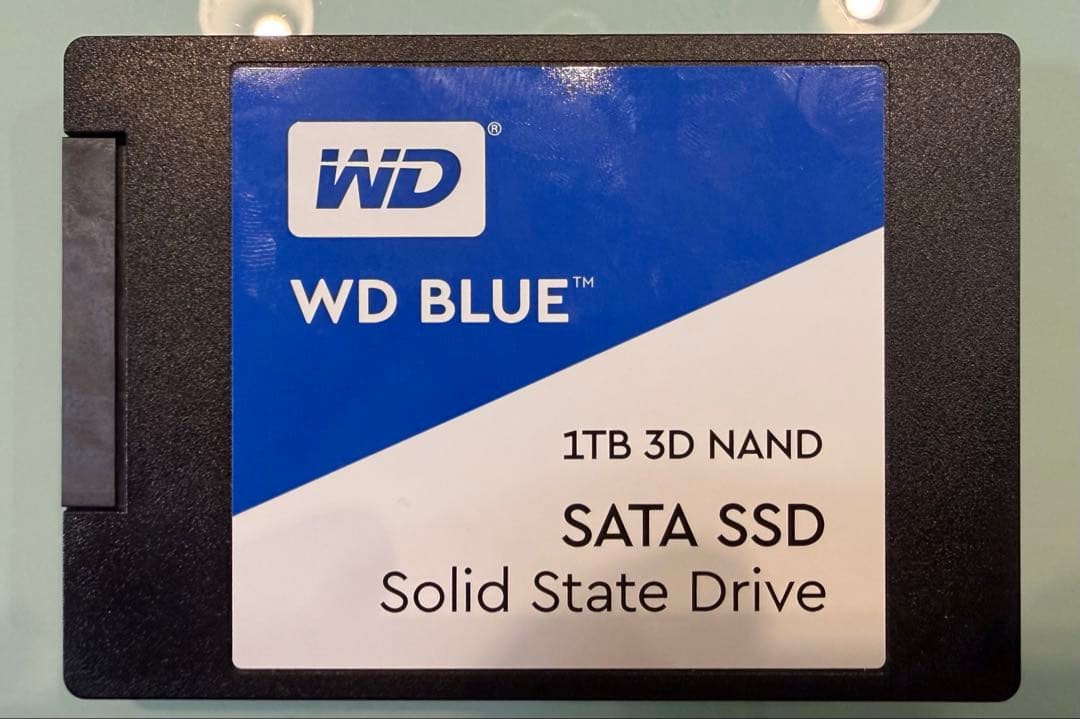 WD®
WD BLUE™
1TB 3D NAND
SATA SSD
Solid State Drive